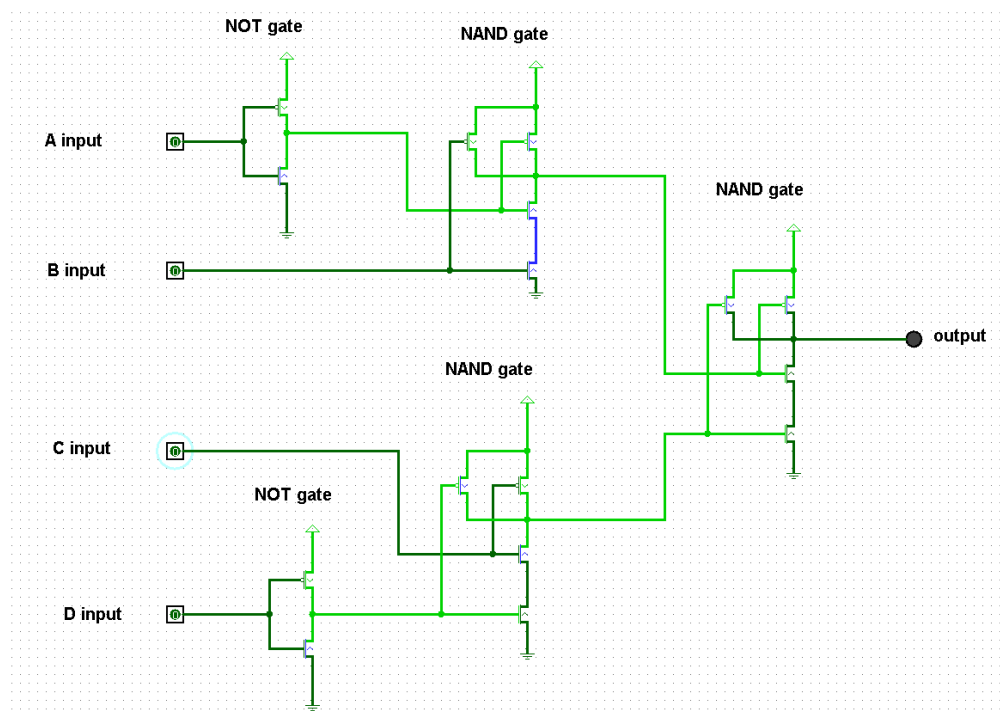 NOT gate
NAND gate
A input
NAND gate
B input
output
NAND gate
C input
NOT gate
D input